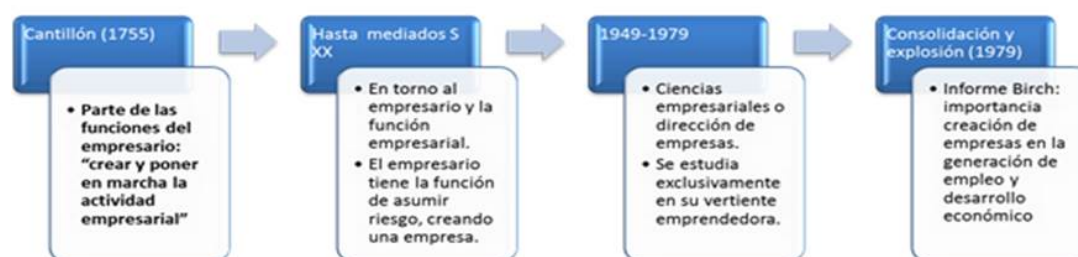 Cantillón (1755)
• Parte de las
funciones del
empresario:
“crear y poner
en marcha la
actividad
empresarial”
Hasta mediados S
XX
• En torno al
empresario y la
función
empresarial.
• El empresario
tiene la función
de asumir
riesgo, creando
una empresa.
1949-1979
• Ciencias
empresariales o
dirección de
empresas.
• Se estudia
exclusivamente
en su vertiente
emprendedora.
Consolidación y
explosión (1979)
• Informe Birch:
importancia
creación de
empresas en la
generación de
empleo y
desarrollo
económico